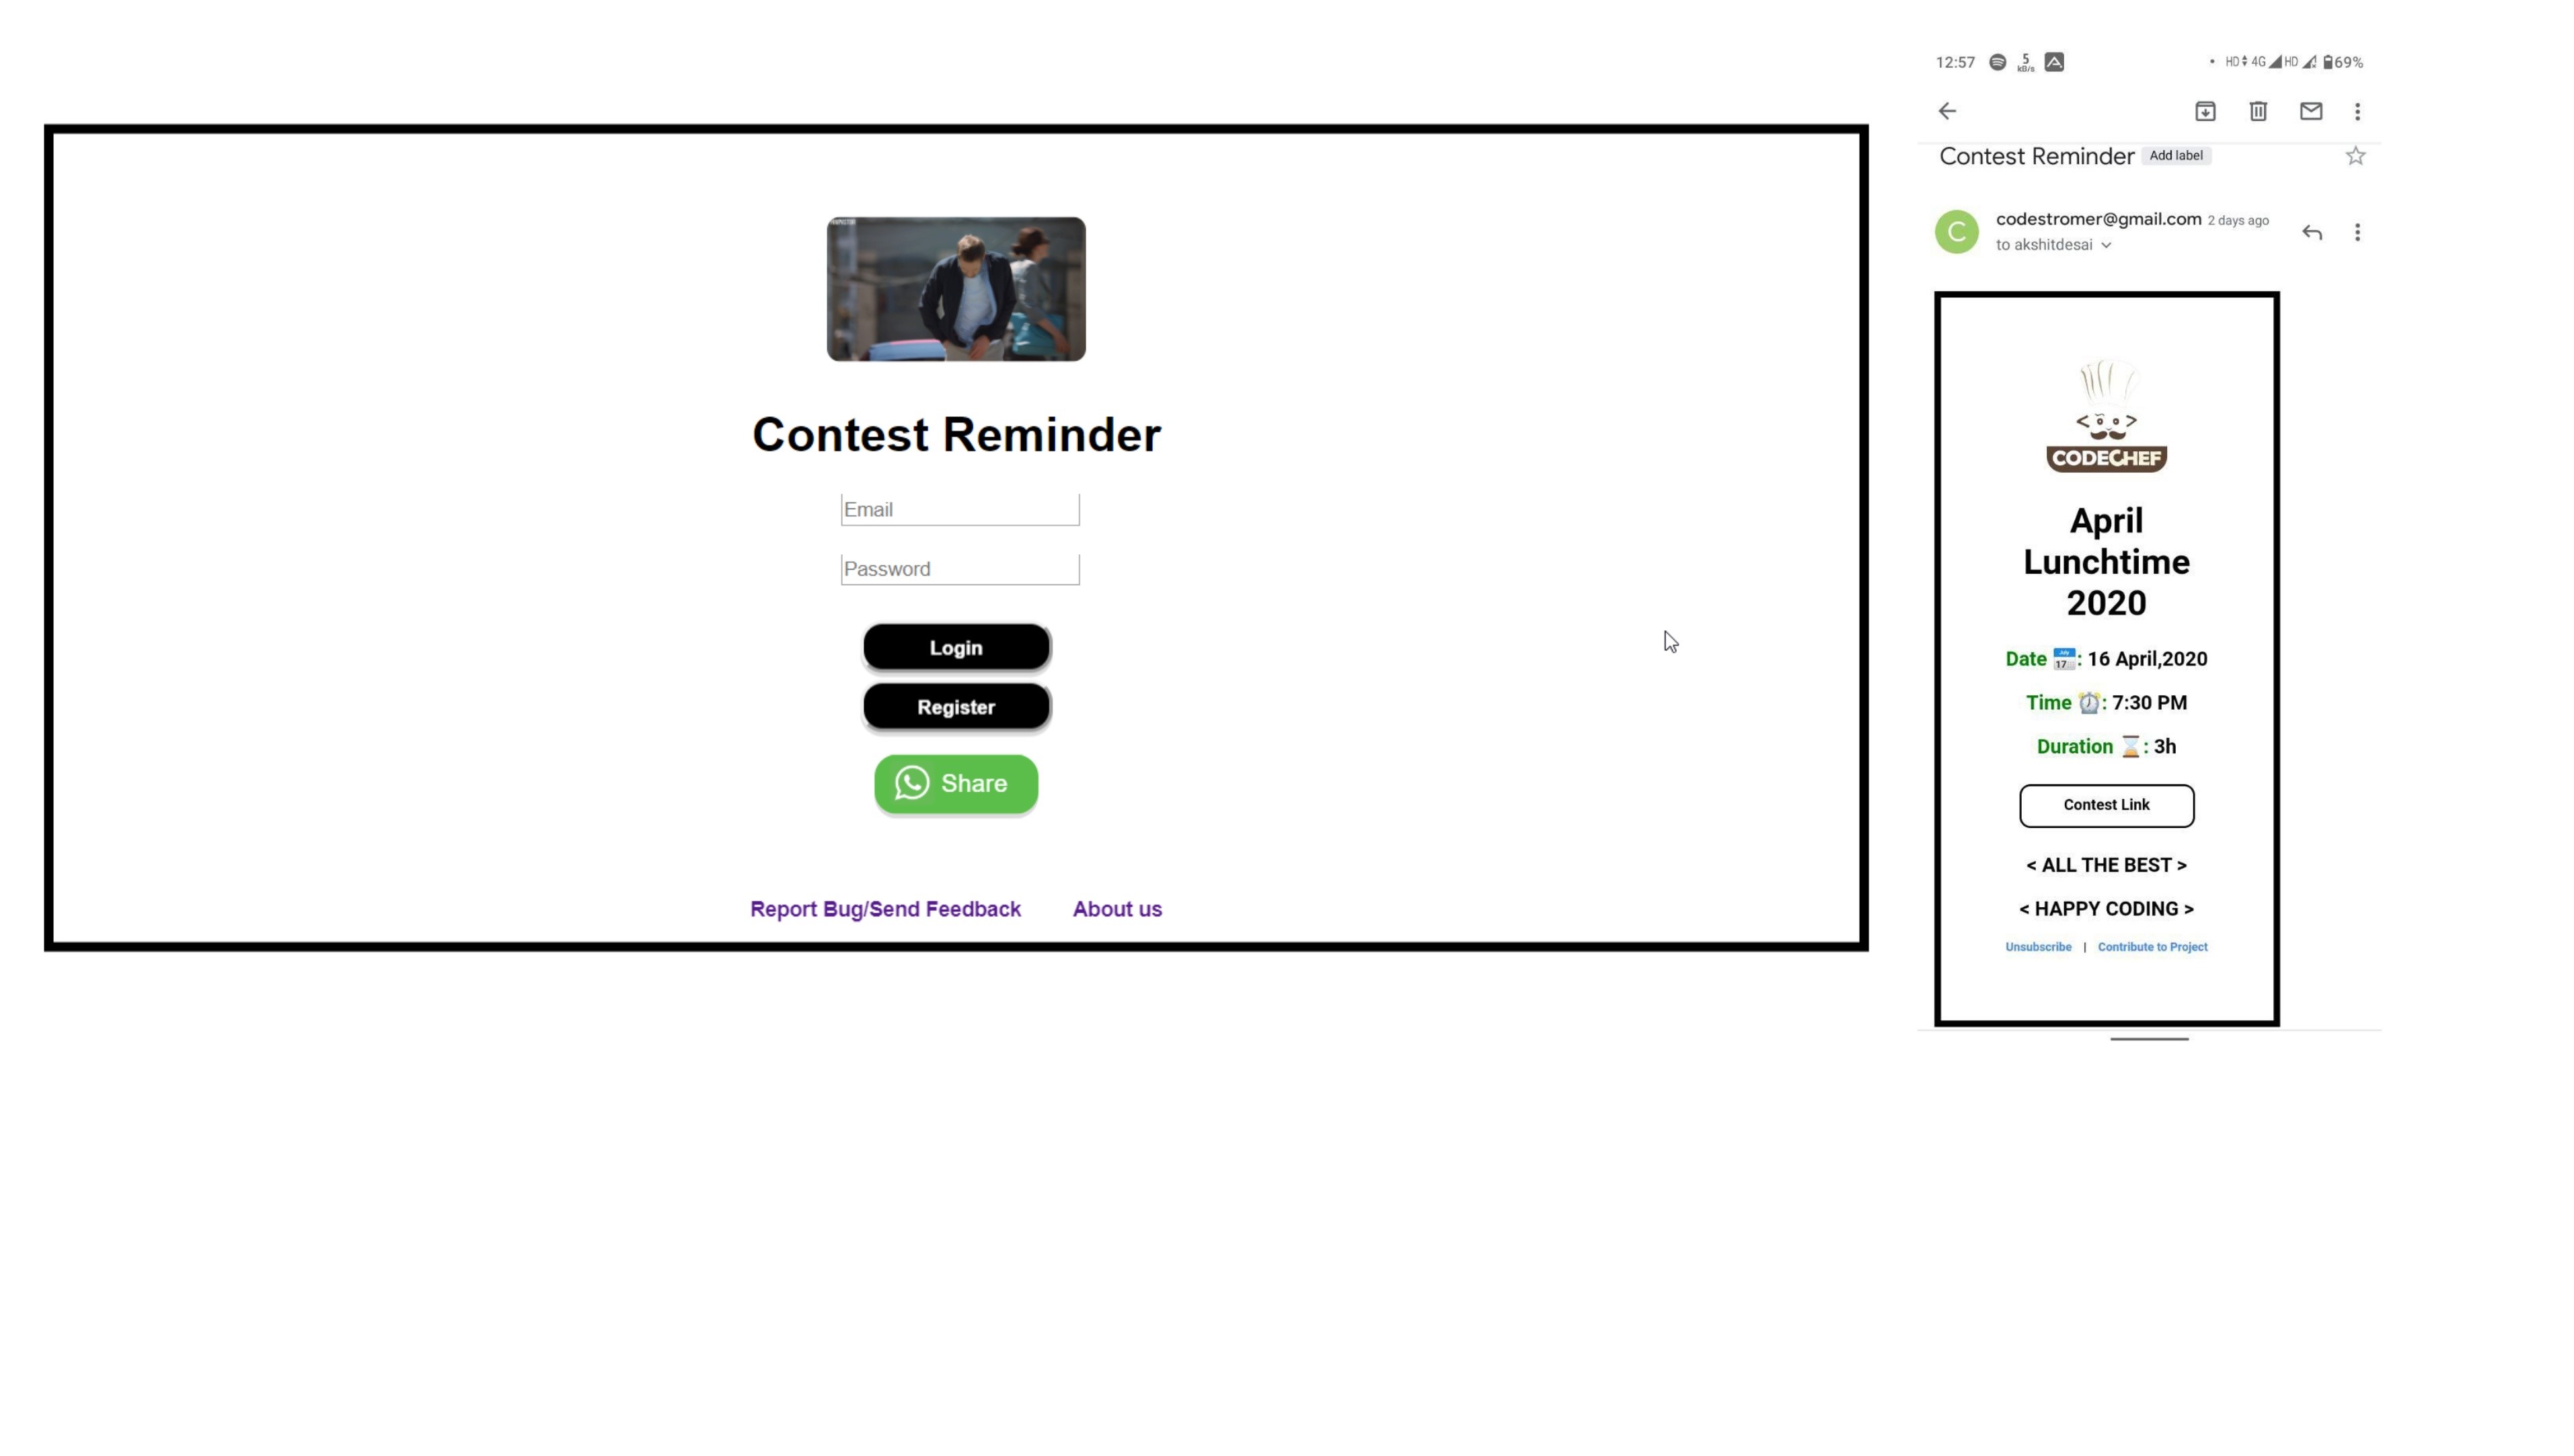 Contest Reminder
Email
Password
Login
Register
Share
Report Bug/Send Feedback About us
12:57 5 kB/s HD 4G HD 69%
Contest Reminder Add label
C
codestromer@gmail.com 2 days ago
to akshitdesai
CODECHEF
April
Lunchtime
2020
Date 📅: 16 April,2020
Time ⏰: 7:30 PM
Duration ⌛: 3h
Contest Link
< ALL THE BEST >
< HAPPY CODING >
Unsubscribe | Contribute to Project